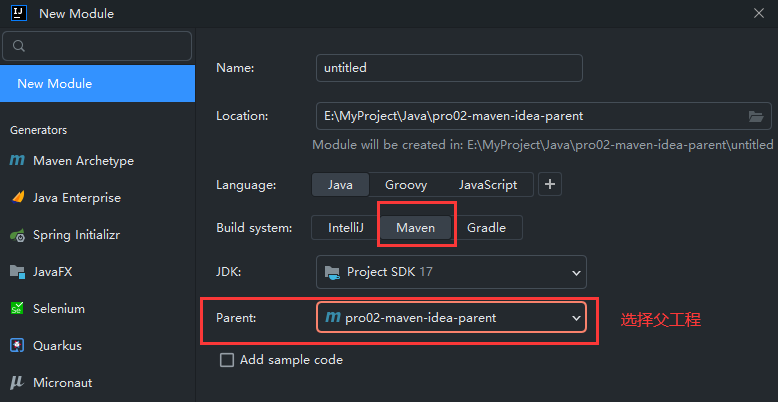 New Module
New Module
Generators
Maven Archetype
Java Enterprise
Spring Initializr
JavaFX
Selenium
Quarkus
Micronaut
Name: untitled
Location: E:\MyProject\Java\pro02-maven-idea-parent
Module will be created in: E:\MyProject\Java\pro02-maven-idea-parent\untitled
Language: Java Groovy JavaScript +
Build system: IntelliJ Maven Gradle
JDK: Project SDK 17
Parent: pro02-maven-idea-parent 选择父工程
Add sample code